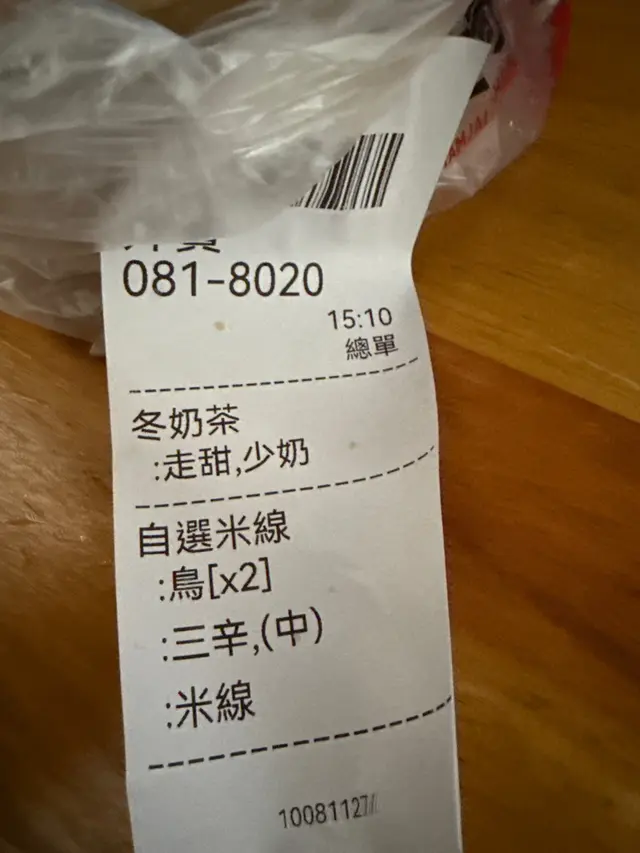 081-8020
15:10
總單
冬奶茶
:走甜,少奶
自選米線
:鳥[x2]
:三辛,(中)
:米線